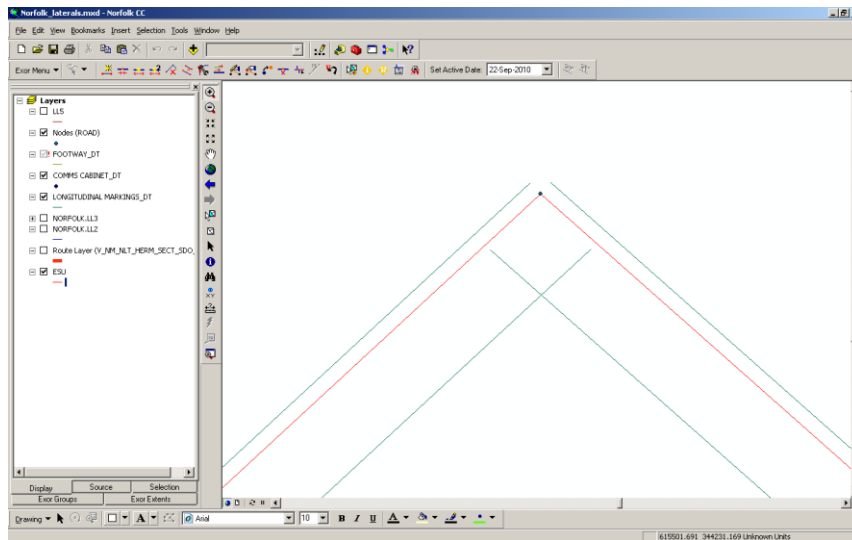 Norfolk_laterals.mxd - Norfolk CC
File Edit View Bookmarks Insert Selection Tools Window Help
Exor Menu Set Active Date: 22-Sep-2010
Layers
LL5
Nodes (ROAD)
FOOTWAY_DT
COMMS CABINET_DT
LONGITUDINAL MARKINGS_DT
NORFOLK.LL3
NORFOLK.LL2
Route Layer (V_NM_NLT_HERM_SECT_SDO_
ESU
XY
Display Source Selection
Exor Groups Exor Extents
Drawing A Arial 10 B I U A
615501.691 344231.169 Unknown Units